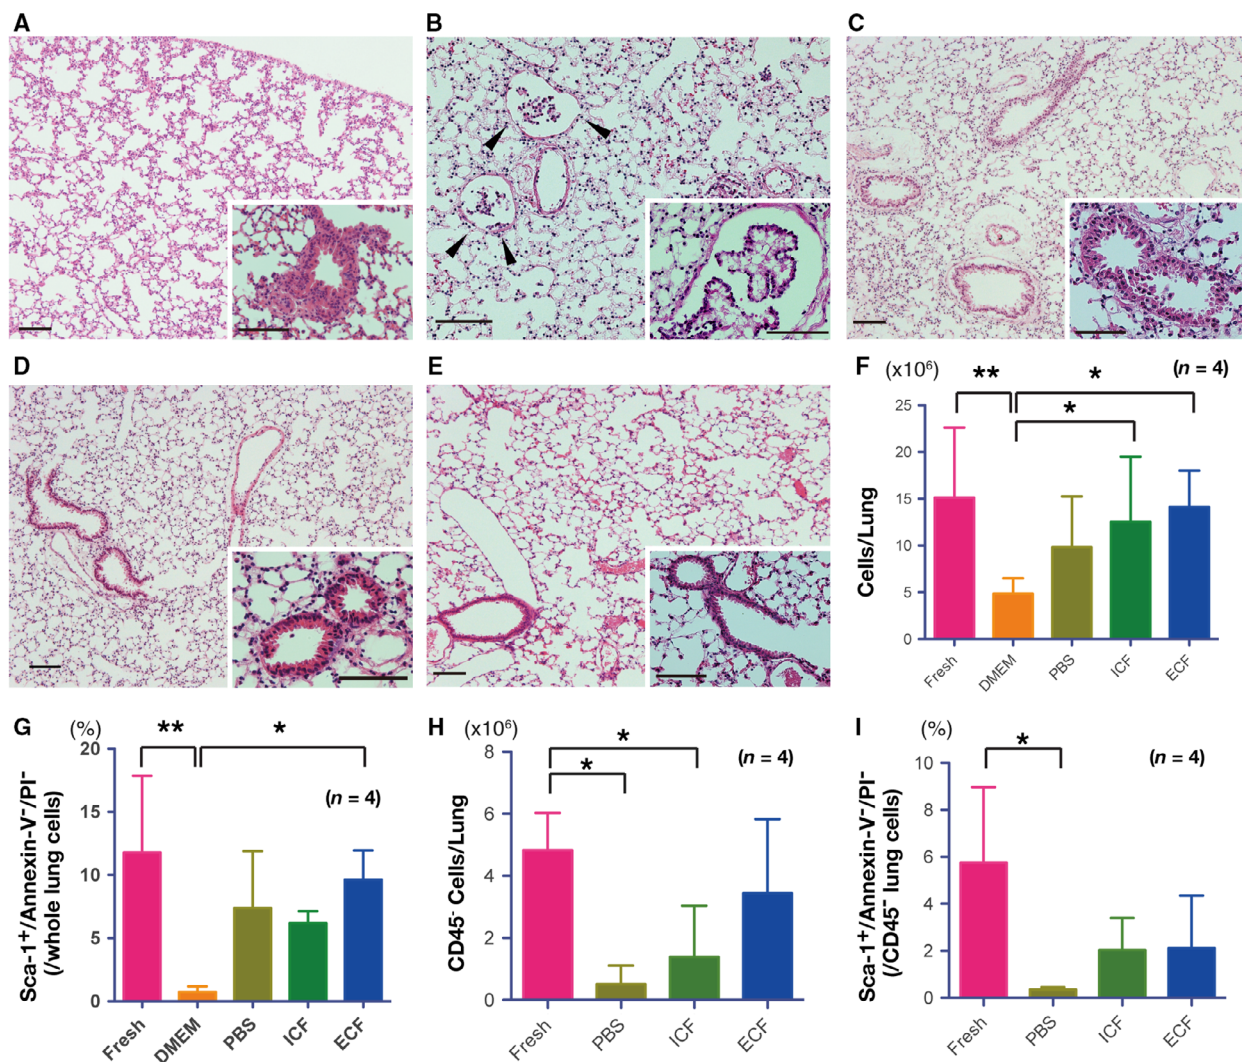 A
B
C
D
E
F
(x10⁶)
** *
(n = 4)
*
25
20
15
10
5
0
Cells/Lung
Fresh
DMEM
PBS
ICF
ECF
G
(%)
** *
(n = 4)
20
15
10
5
0
Sca-1⁺/Annexin-V⁻/PI⁻
(/whole lung cells)
Fresh
DMEM
PBS
ICF
ECF
H
(x10⁶)
*
*
(n = 4)
8
6
4
2
0
CD45⁻ Cells/Lung
Fresh
PBS
ICF
ECF
I
(%)
*
(n = 4)
10
8
6
4
2
0
Sca-1⁺/Annexin-V⁻/PI⁻
(/CD45⁻ lung cells)
Fresh
PBS
ICF
ECF